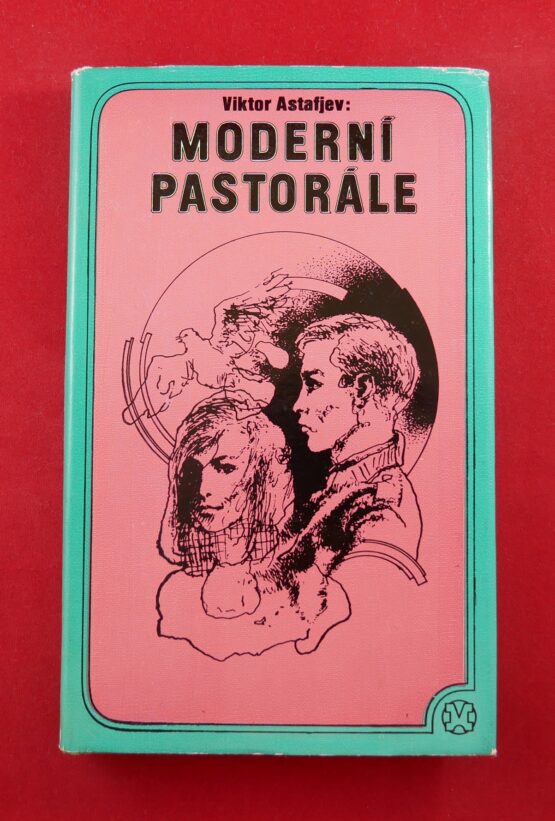 Viktor Astafjev:
MODERNÍ
PASTORÁLE